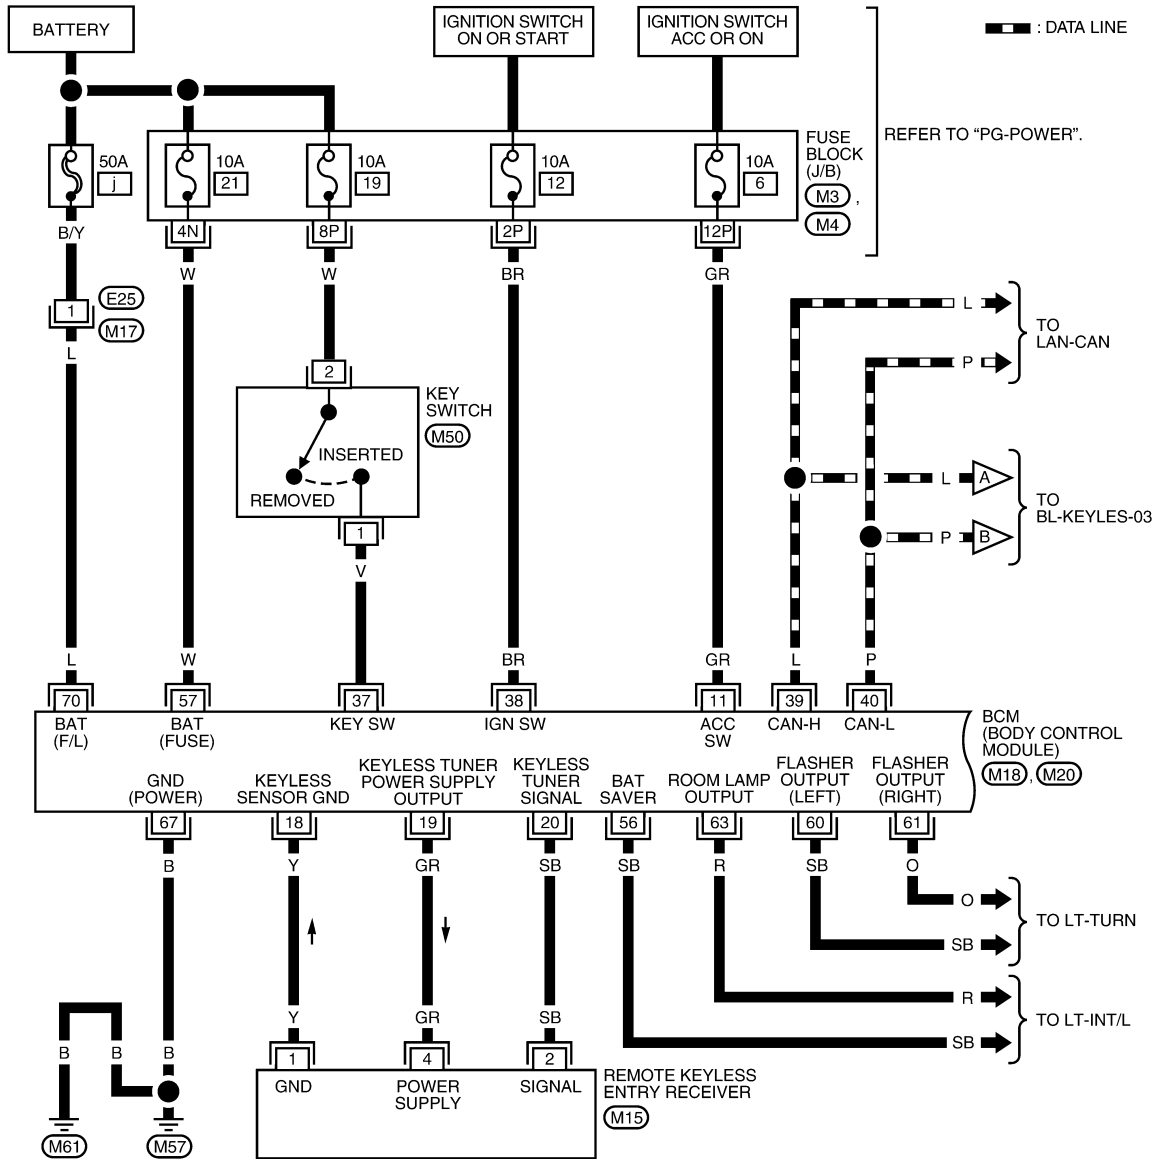 BATTERY
IGNITION SWITCH
ON OR START
IGNITION SWITCH
ACC OR ON
: DATA LINE
REFER TO “PG-POWER”.
50A
j
10A
21
10A
19
10A
12
10A
6
FUSE
BLOCK
(J/B)
M3 ,
M4
4N
8P
2P
12P
B/Y
W
W
BR
GR
1
E25
M17
L
L
TO
LAN-CAN
P
2
KEY
SWITCH
M50
INSERTED
REMOVED
1
V
L
A
TO
BL-KEYLES-03
P
B
L
W
BR
GR
L
P
70
57
37
38
11
39
40
BAT
(F/L)
BAT
(FUSE)
KEY SW
IGN SW
ACC
SW
CAN-H
CAN-L
BCM
(BODY CONTROL
MODULE)
M18 , M20
GND
(POWER)
KEYLESS
SENSOR GND
KEYLESS TUNER
POWER SUPPLY
OUTPUT
KEYLESS
TUNER
SIGNAL
BAT
SAVER
ROOM LAMP
OUTPUT
FLASHER
OUTPUT
(LEFT)
FLASHER
OUTPUT
(RIGHT)
67
18
19
20
56
63
60
61
B
Y
GR
SB
SB
R
SB
O
O
TO LT-TURN
SB
R
TO LT-INT/L
SB
Y
GR
SB
B
B
B
1
4
2
GND
POWER
SUPPLY
SIGNAL
REMOTE KEYLESS
ENTRY RECEIVER
M15
M61
M57